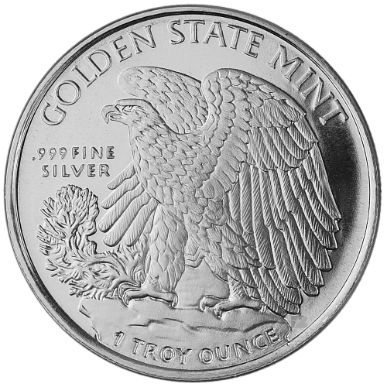 GOLDEN STATE MINT
.999 FINE
SILVER
1 TROY OUNCE